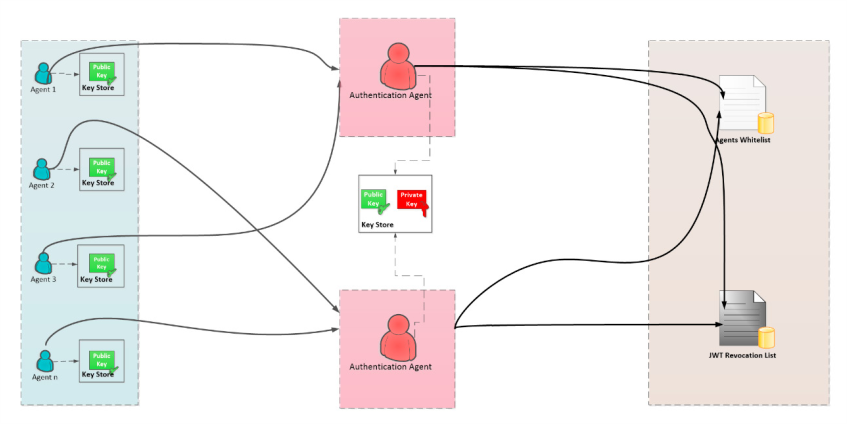 Public
Key
Agent 1
Key Store
Public
Key
Agent 2
Key Store
Public
Key
Agent 3
Key Store
Public
Key
Agent n
Key Store
Authentication Agent
Public
Key
Private
Key
Key Store
Authentication Agent
Agents Whitelist
JWT Revocation List